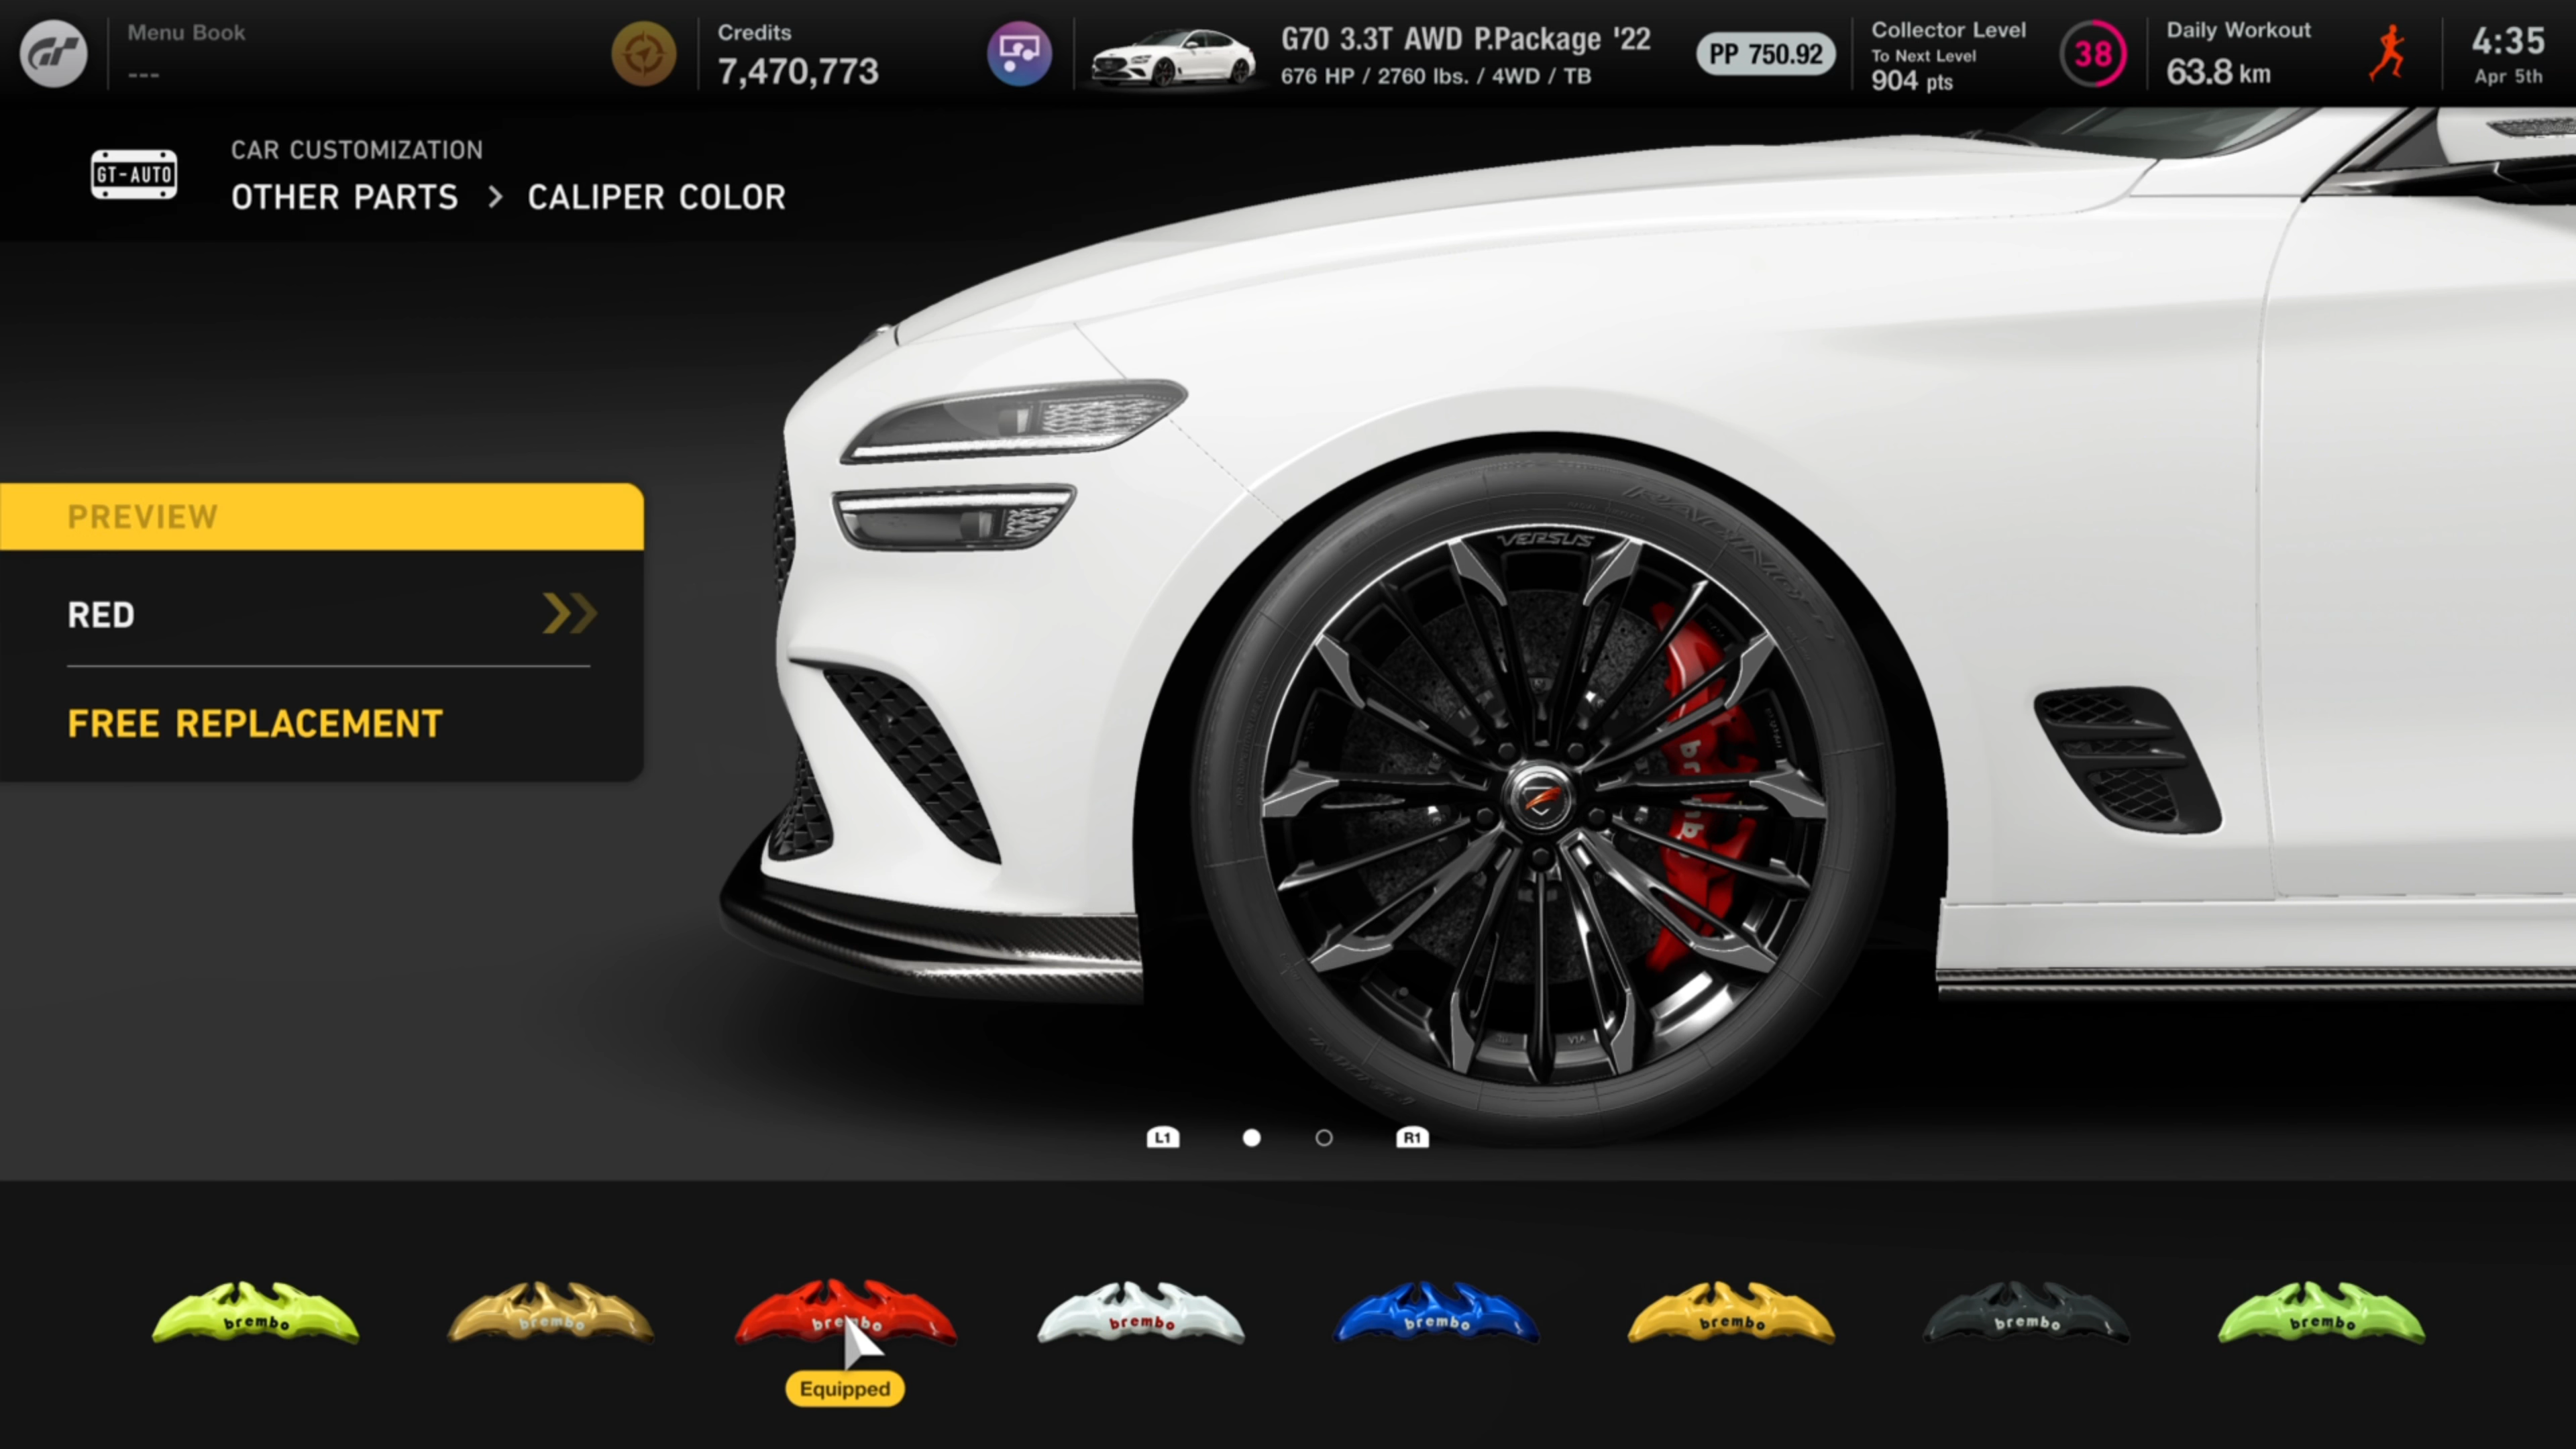 Menu Book
---
Credits
7,470,773
G70 3.3T AWD P.Package '22
676 HP / 2760 lbs. / 4WD / TB
PP 750.92
Collector Level
To Next Level
904 pts
38
Daily Workout
63.8 km
4:35
Apr 5th
GT-AUTO
CAR CUSTOMIZATION
OTHER PARTS > CALIPER COLOR
PREVIEW
RED
FREE REPLACEMENT
VERSUS
L1
R1
brembo
brembo
brembo
brembo
brembo
brembo
brembo
brembo
Equipped